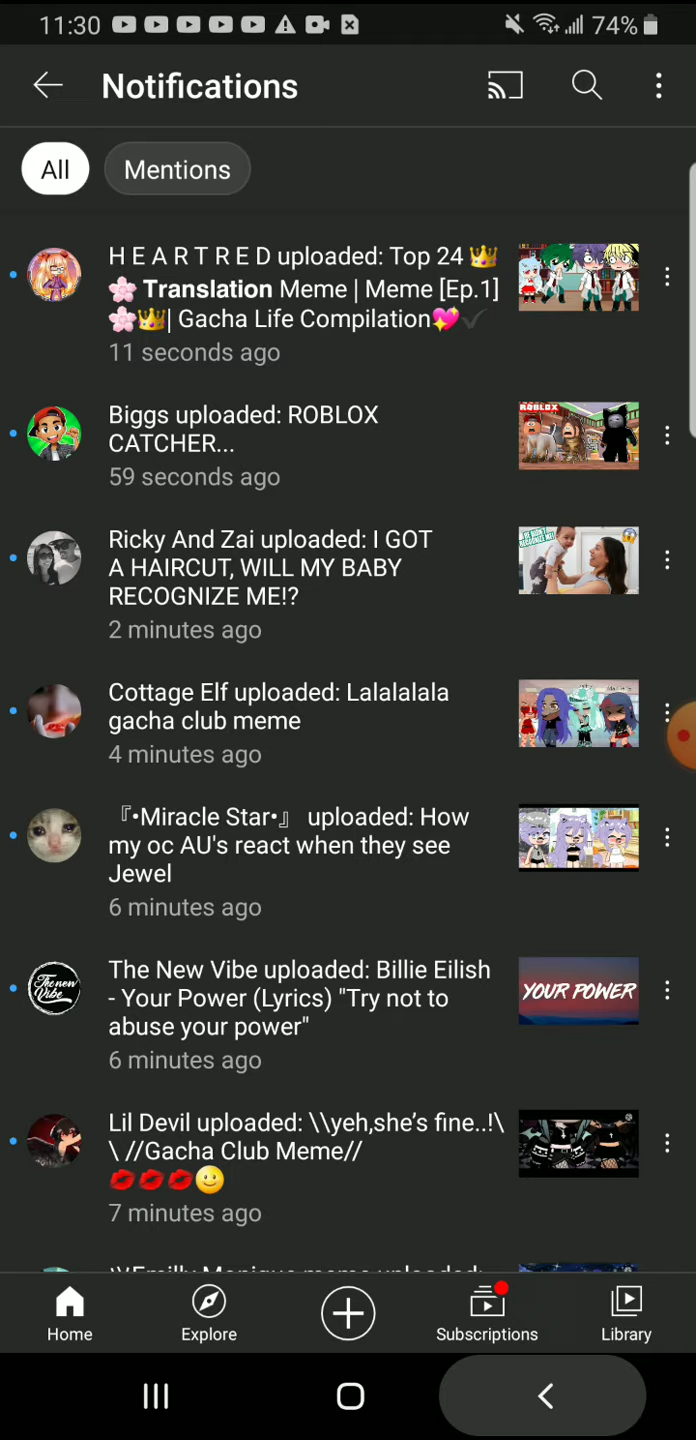 11:30 74%
Notifications
All Mentions
H E A R T R E D uploaded: Top 24 👑
🌸 Translation Meme | Meme [Ep.1]
🌸👑| Gacha Life Compilation💖✔
11 seconds ago
Biggs uploaded: ROBLOX
CATCHER...
59 seconds ago
ROBLOX
Ricky And Zai uploaded: I GOT
A HAIRCUT, WILL MY BABY
RECOGNIZE ME!?
2 minutes ago
Cottage Elf uploaded: Lalalalala
gacha club meme
4 minutes ago
『•Miracle Star•』 uploaded: How
my oc AU's react when they see
Jewel
6 minutes ago
The New Vibe uploaded: Billie Eilish
- Your Power (Lyrics) "Try not to
abuse your power"
6 minutes ago
The new
Vibe
YOUR POWER
Lil Devil uploaded: \\yeh,she’s fine..!\
\ //Gacha Club Meme//
💋💋💋🙂
7 minutes ago
Home Explore Subscriptions Library